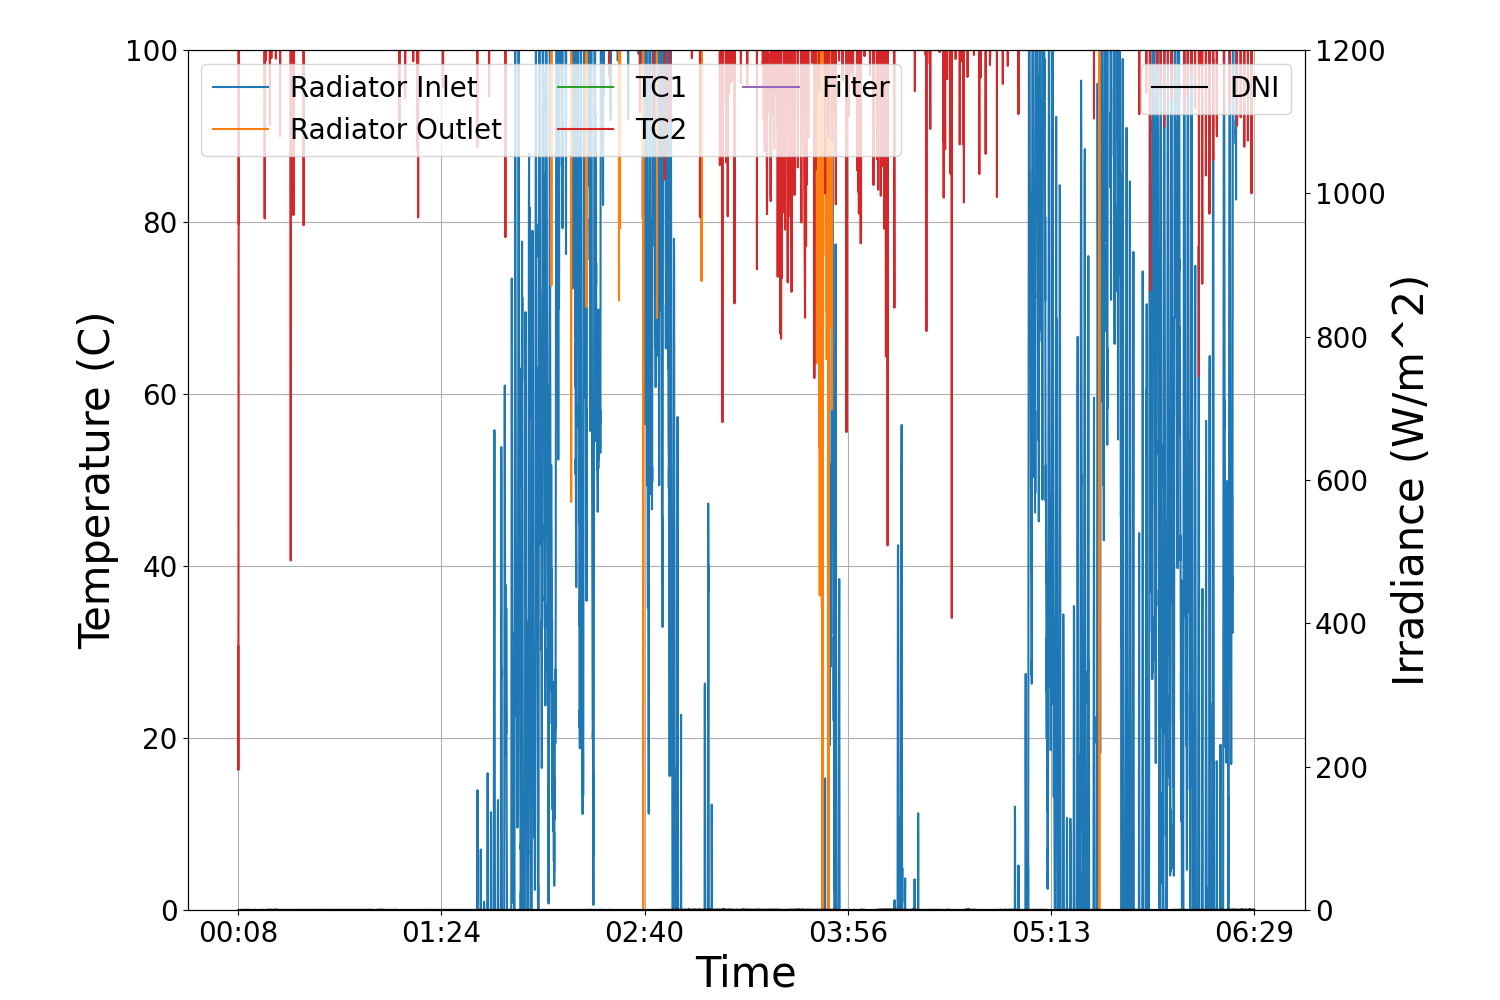 100
80
60
40
20
0
Temperature (C)
Radiator Inlet
Radiator Outlet
TC1
TC2
Filter
DNI
1200
1000
800
600
400
200
0
Irradiance (W/m^2)
00:08
01:24
02:40
03:56
05:13
06:29
Time